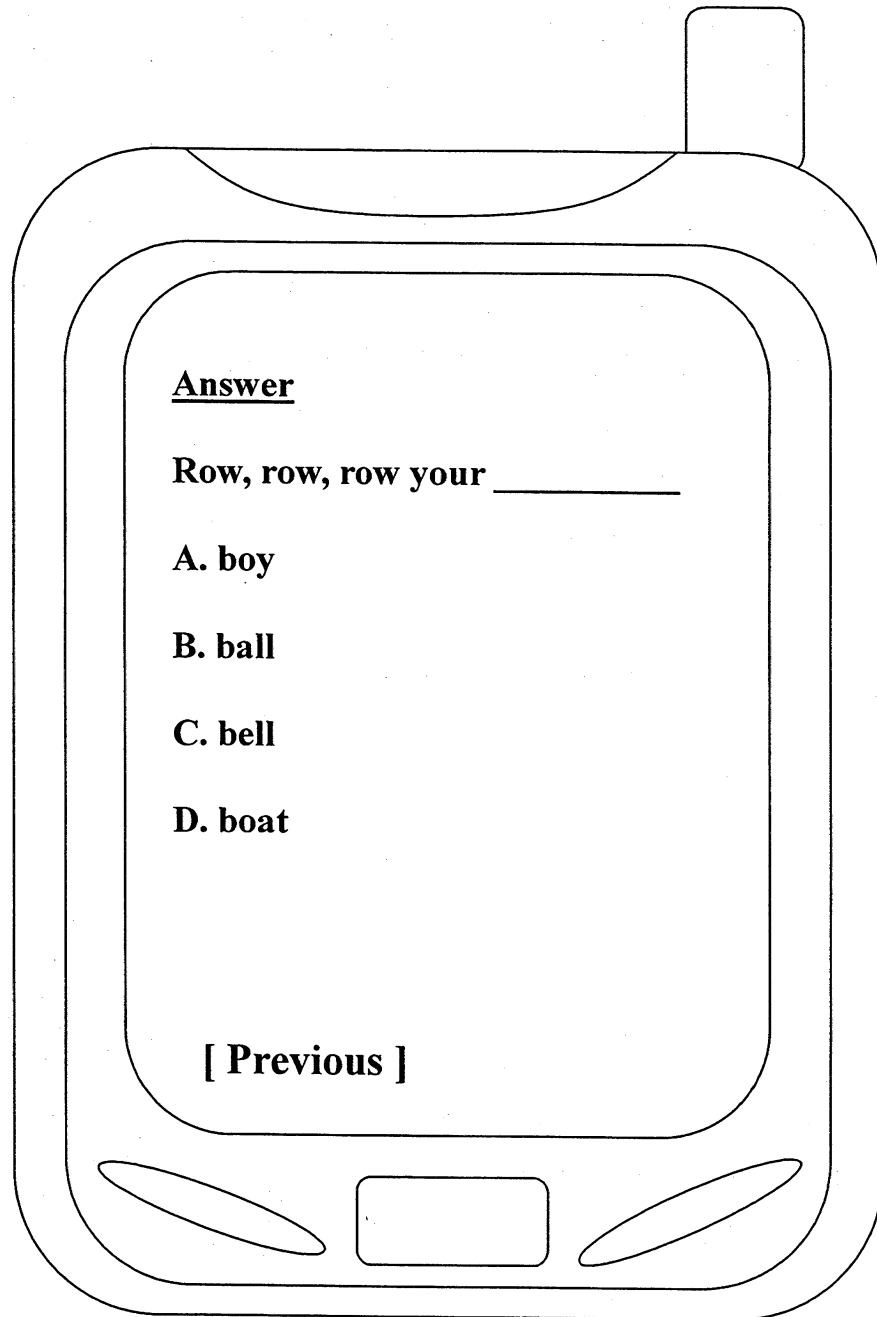 Answer
Row, row, row your __________
A. boy
B. ball
C. bell
D. boat
[ Previous ]